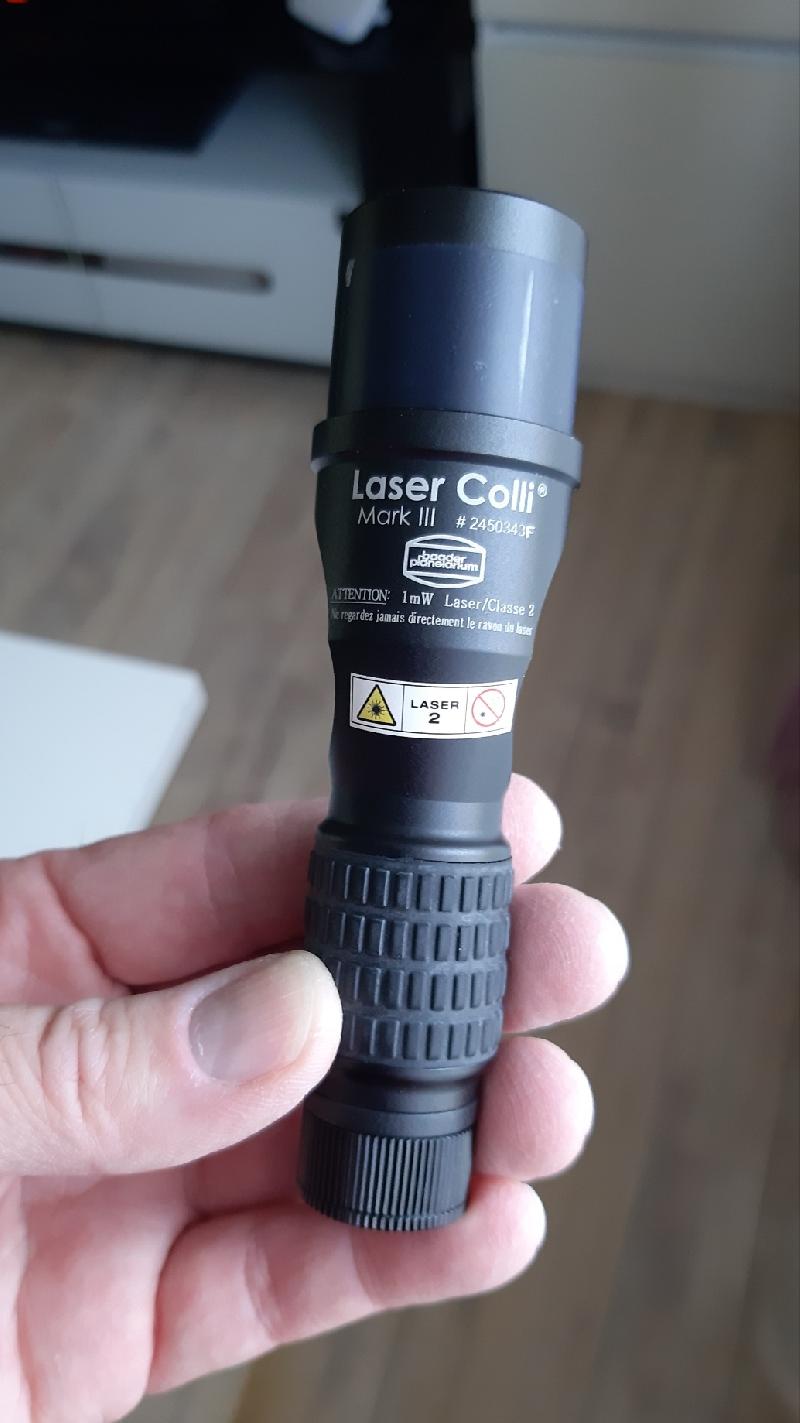 Laser Colli®
Mark III # 2450343F
baader
planetarium
ATTENTION: 1mW Laser/Classe 2
Ne regardez jamais directement le rayon du laser
LASER
2